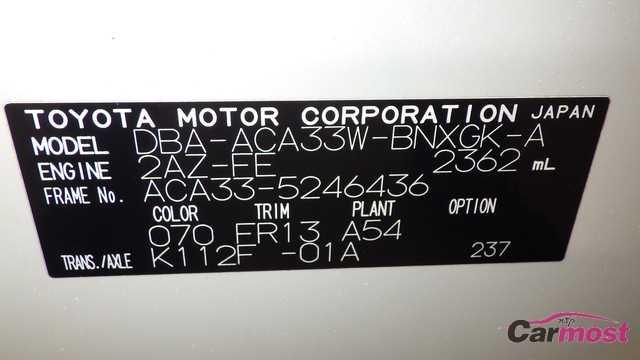 TOYOTA MOTOR CORPORATION JAPAN
MODEL DBA-ACA33W-BNXGK-A
ENGINE 2AZ-FE 2362 mL
FRAME No. ACA33-5246436
COLOR TRIM PLANT OPTION
070 FR13 A54
TRANS./AXLE K112F -01A 237
Carmost